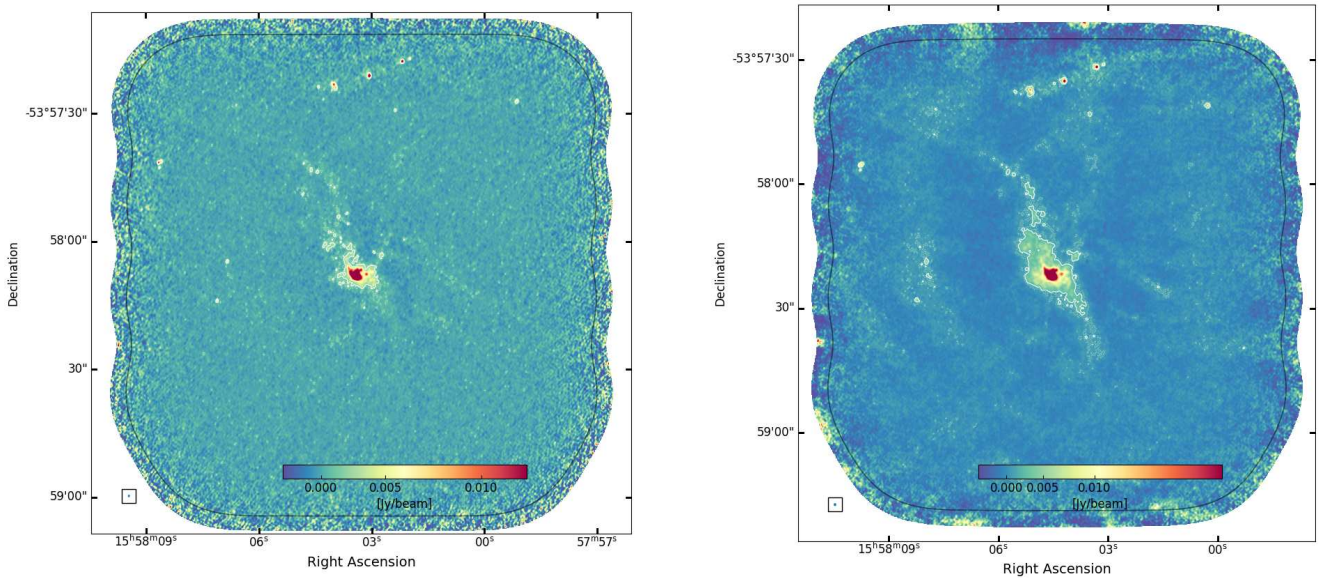 -53°57'30"
58'00"
30"
59'00"
Declination
0.000 0.005 0.010
[Jy/beam]
15ʰ58ᵐ09ˢ 06ˢ 03ˢ 00ˢ 57ᵐ57ˢ
Right Ascension
-53°57'30"
58'00"
30"
59'00"
Declination
0.000 0.005 0.010
[Jy/beam]
15ʰ58ᵐ09ˢ 06ˢ 03ˢ 00ˢ
Right Ascension